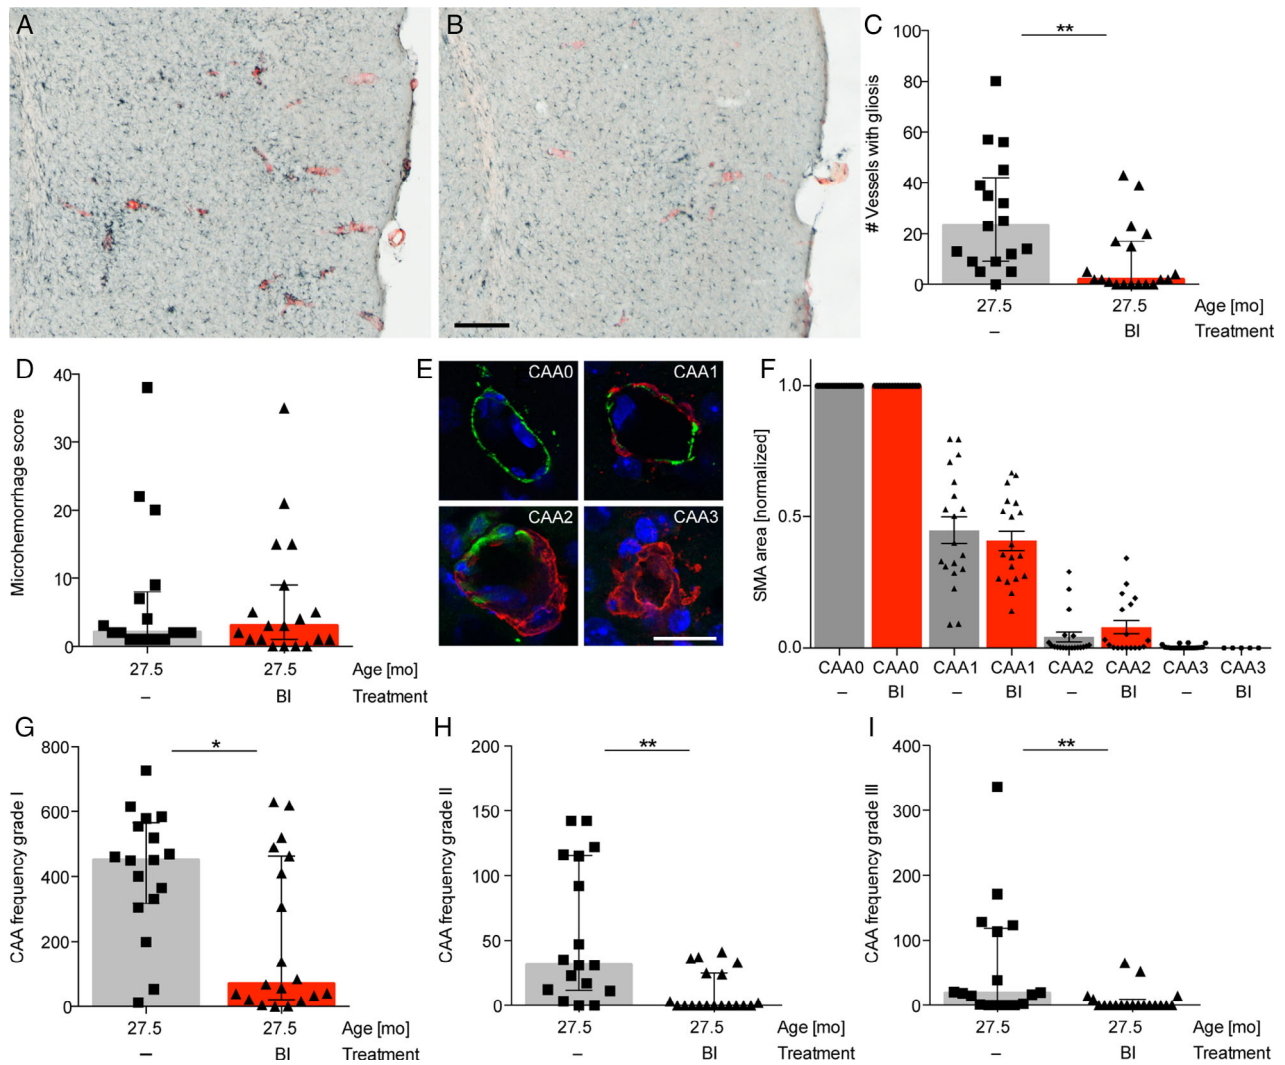 A
B
C
# Vessels with gliosis
100
80
60
40
20
0
**
27.5 27.5 Age [mo]
– BI Treatment
D
Microhemorrhage score
40
30
20
10
0
27.5 27.5 Age [mo]
– BI Treatment
E
CAA0 CAA1
CAA2 CAA3
F
SMA area [normalized]
1.0
0.5
0.0
CAA0 CAA0 CAA1 CAA1 CAA2 CAA2 CAA3 CAA3
– BI – BI – BI – BI
G
CAA frequency grade I
800
600
400
200
0
*
27.5 27.5 Age [mo]
– BI Treatment
H
CAA frequency grade II
200
150
100
50
0
**
27.5 27.5 Age [mo]
– BI Treatment
I
CAA frequency grade III
400
300
200
100
0
**
27.5 27.5 Age [mo]
– BI Treatment